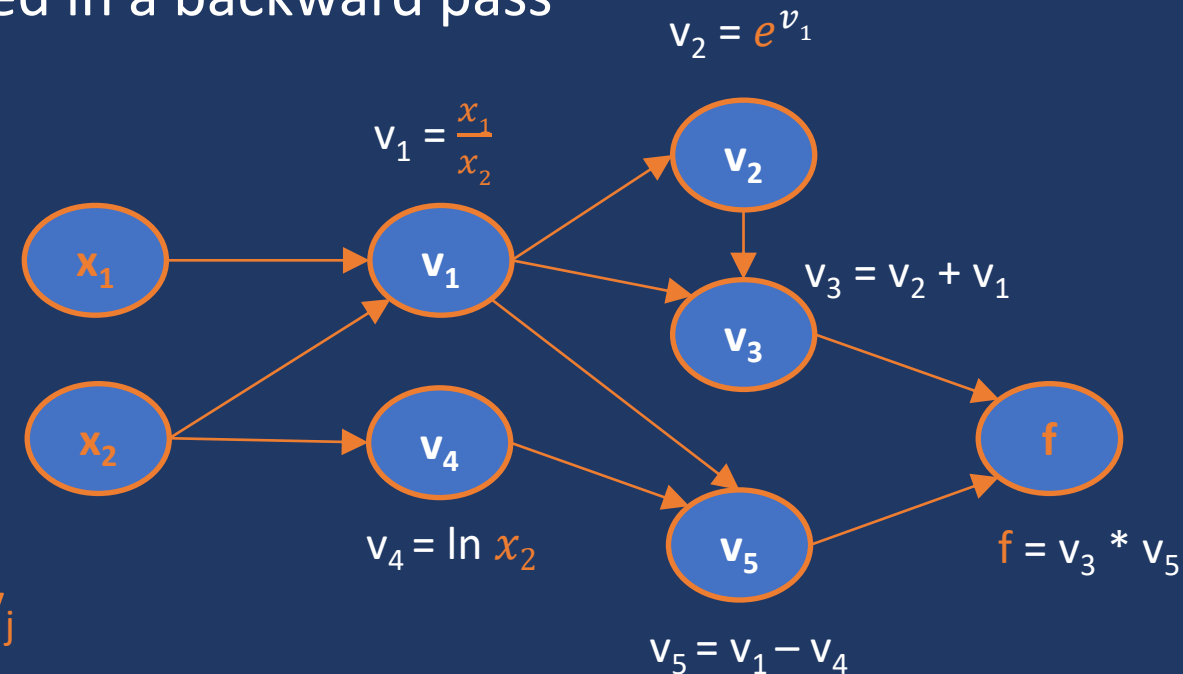 ed in a backward pass
v₂ = e^v₁
v₁ = x₁/x₂
v₂
x₁
v₁
v₃ = v₂ + v₁
v₃
x₂
v₄
f
v₄ = ln x₂
v₅
f = v₃ * v₅
j
v₅ = v₁ – v₄